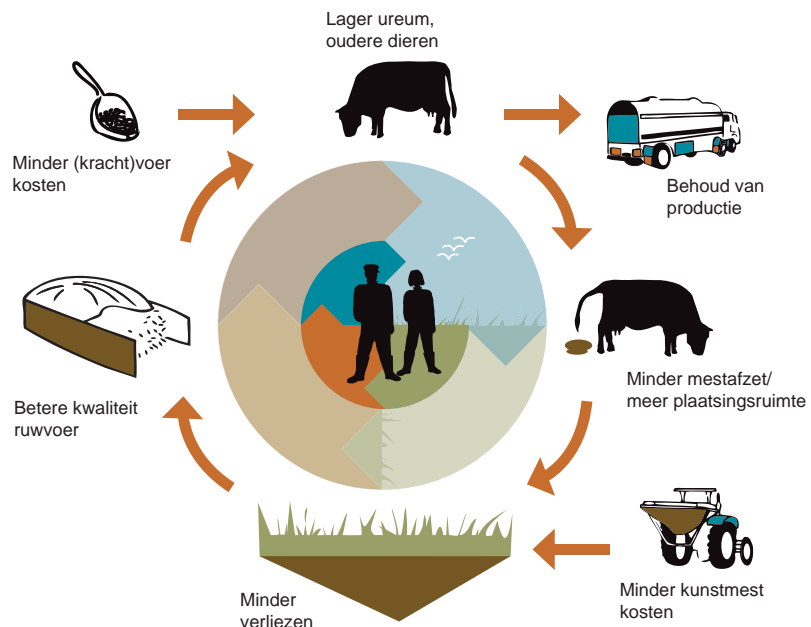 Lager ureum,
oudere dieren
Minder (kracht)voer
kosten
Behoud van
productie
Betere kwaliteit
ruwvoer
Minder mestafzet/
meer plaatsingsruimte
Minder
verliezen
Minder kunstmest
kosten